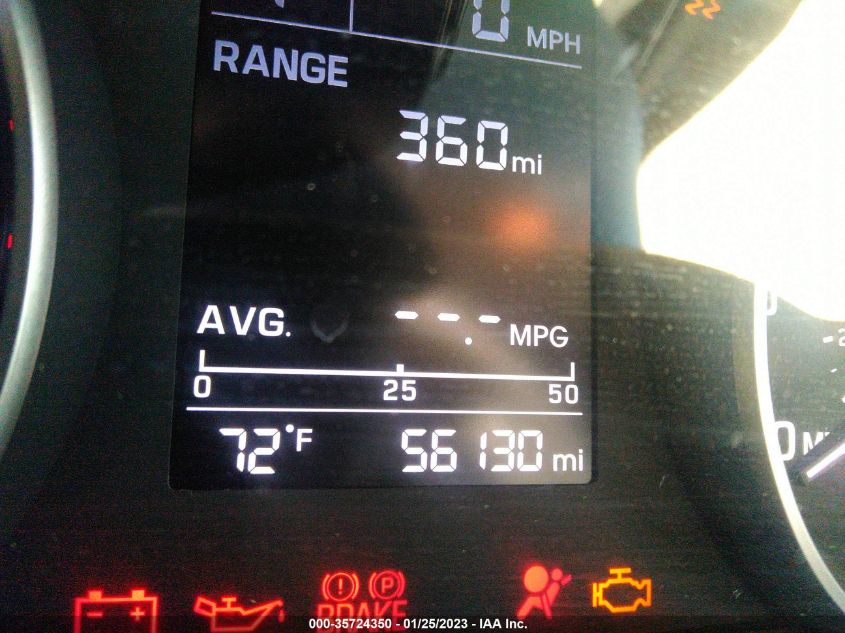 0 MPH
RANGE
360 mi
AVG. --.- MPG
0 25 50
72°F 56130 mi
BRAKE
000-35724350 - 01/25/2023 - IAA Inc.